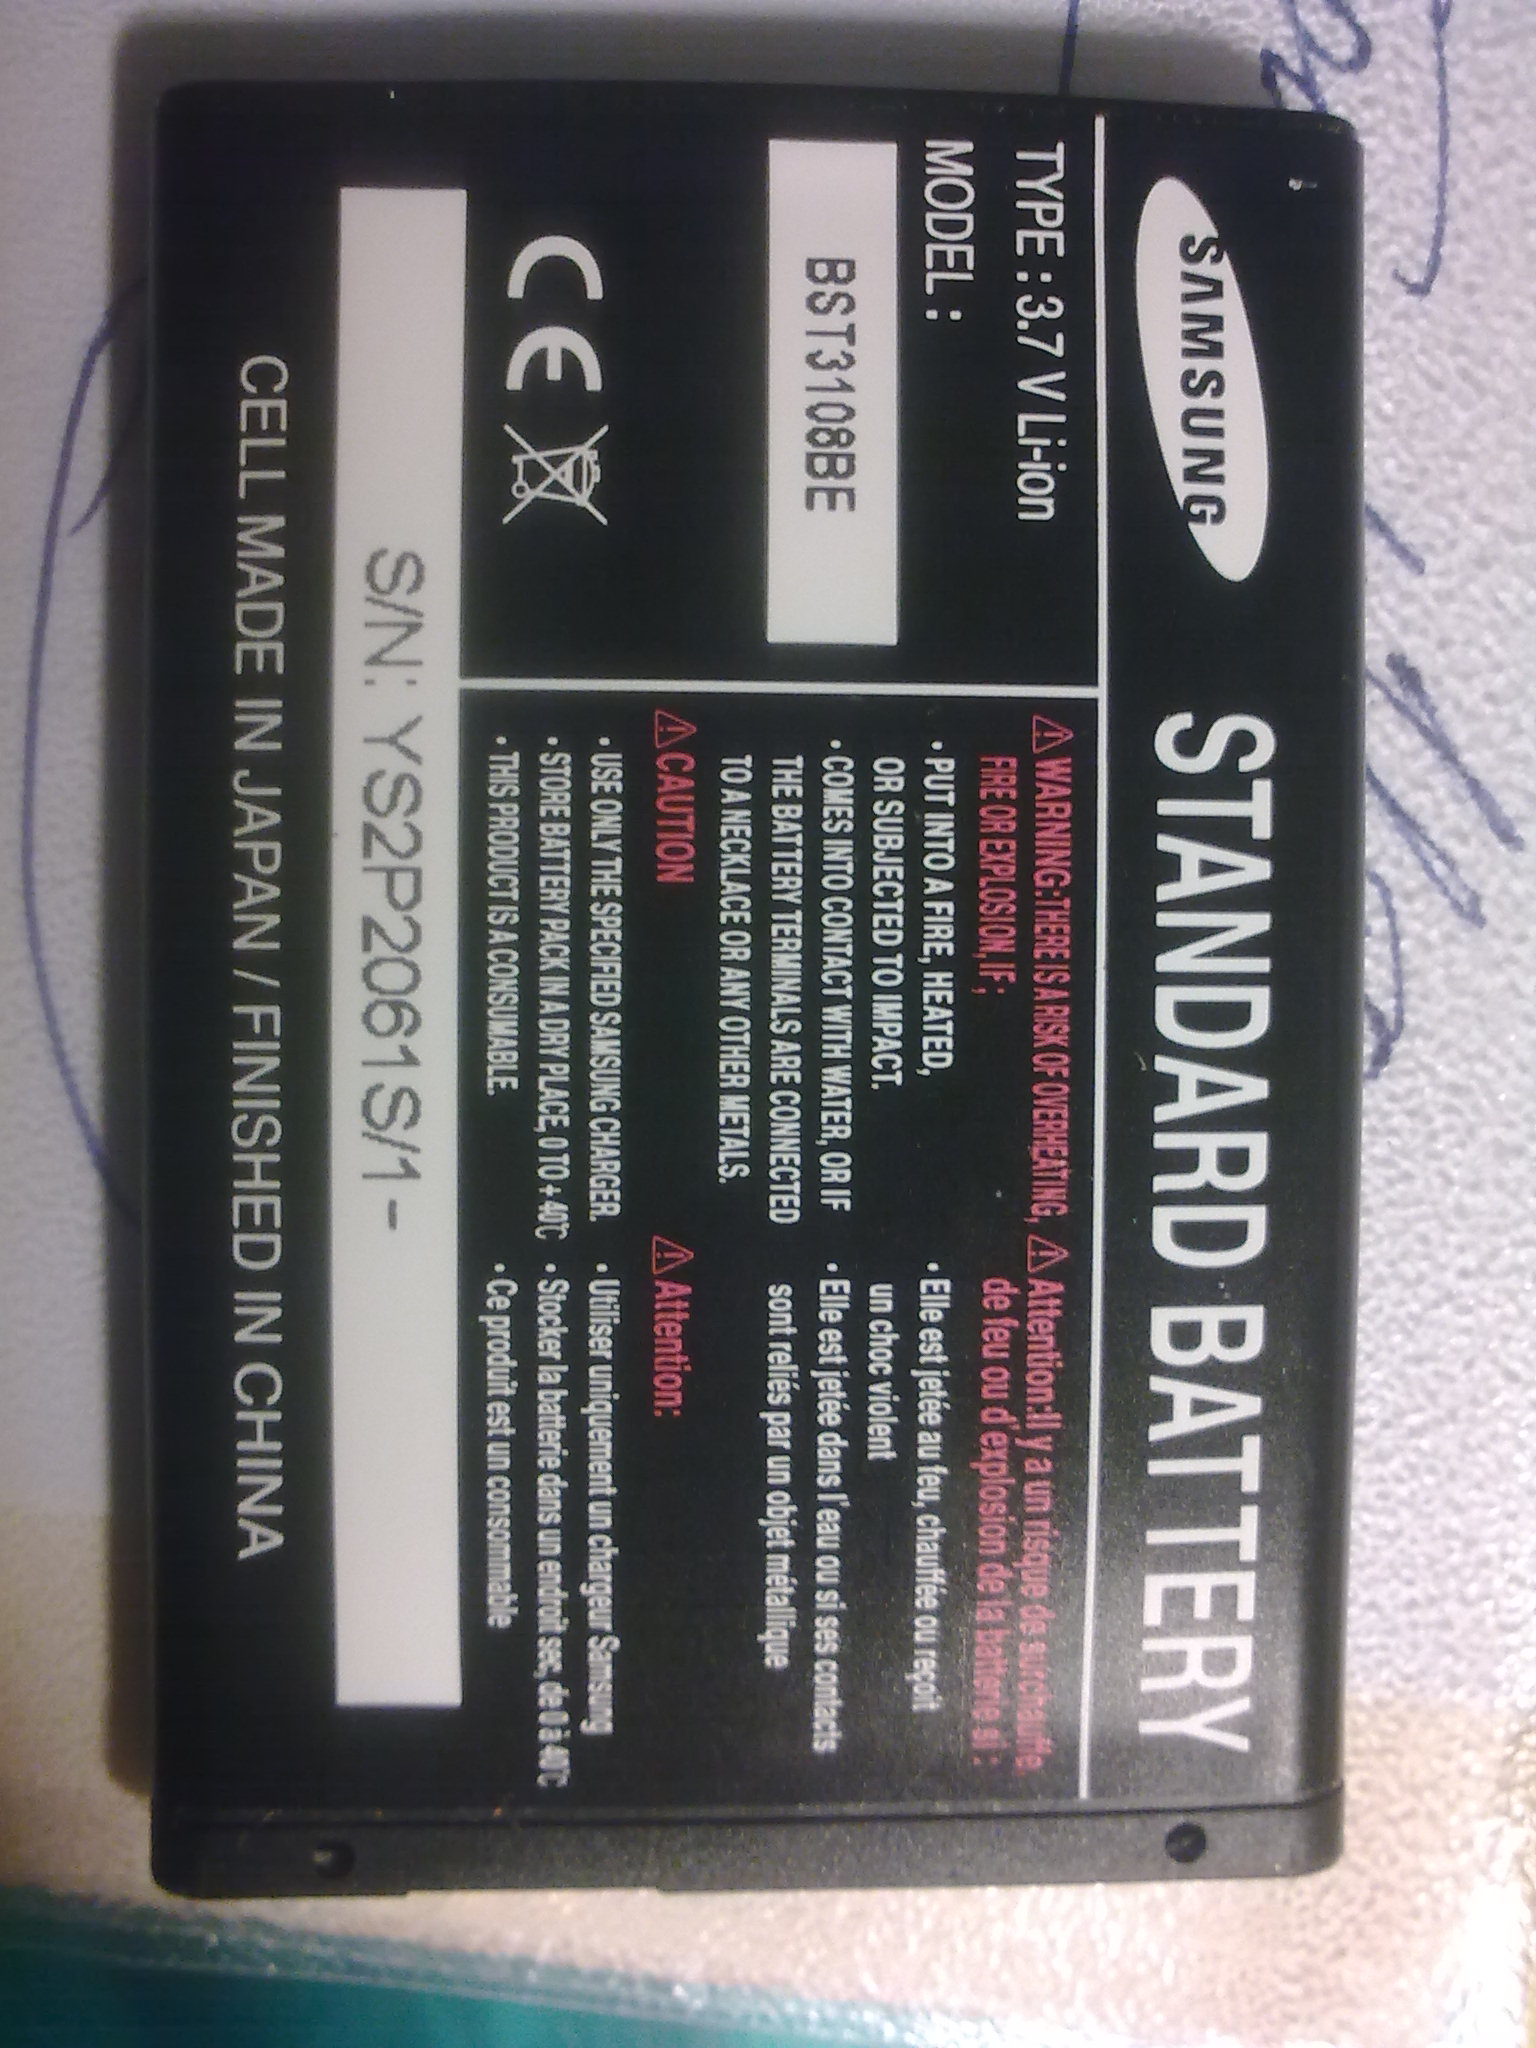 SAMSUNG STANDARD BATTERY
TYPE : 3.7 V Li-ion
MODEL :
BST3108BE
CE
⚠WARNING:THERE IS A RISK OF OVERHEATING,
FIRE OR EXPLOSION,IF ;
• PUT INTO A FIRE, HEATED,
OR SUBJECTED TO IMPACT.
• COMES INTO CONTACT WITH WATER, OR IF
THE BATTERY TERMINALS ARE CONNECTED
TO A NECKLACE OR ANY OTHER METALS.
⚠CAUTION
• USE ONLY THE SPECIFIED SAMSUNG CHARGER.
• STORE BATTERY PACK IN A DRY PLACE, 0 TO + 40℃
• THIS PRODUCT IS A CONSUMABLE.
⚠Attention:Il y a un risque de surchauffe,
de feu ou d' explosion de la batterie si :
• Elle est jetée au feu, chauffée ou reçoit
un choc violent
• Elle est jetée dans l' eau ou si ses contacts
sont reliés par un objet métallique
⚠Attention:
• Utiliser uniquement un chargeur Samsung
• Stocker la batterie dans un endroit sec, de 0 à 40℃
• Ce produit est un consommable
S/N: YS2P2061S/1-
CELL MADE IN JAPAN / FINISHED IN CHINA